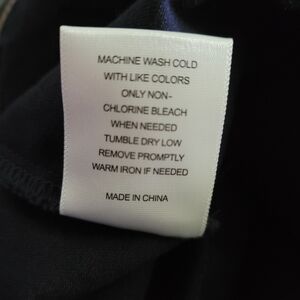 MACHINE WASH COLD
WITH LIKE COLORS
ONLY NON-
CHLORINE BLEACH
WHEN NEEDED
TUMBLE DRY LOW
REMOVE PROMPTLY
WARM IRON IF NEEDED
MADE IN CHINA